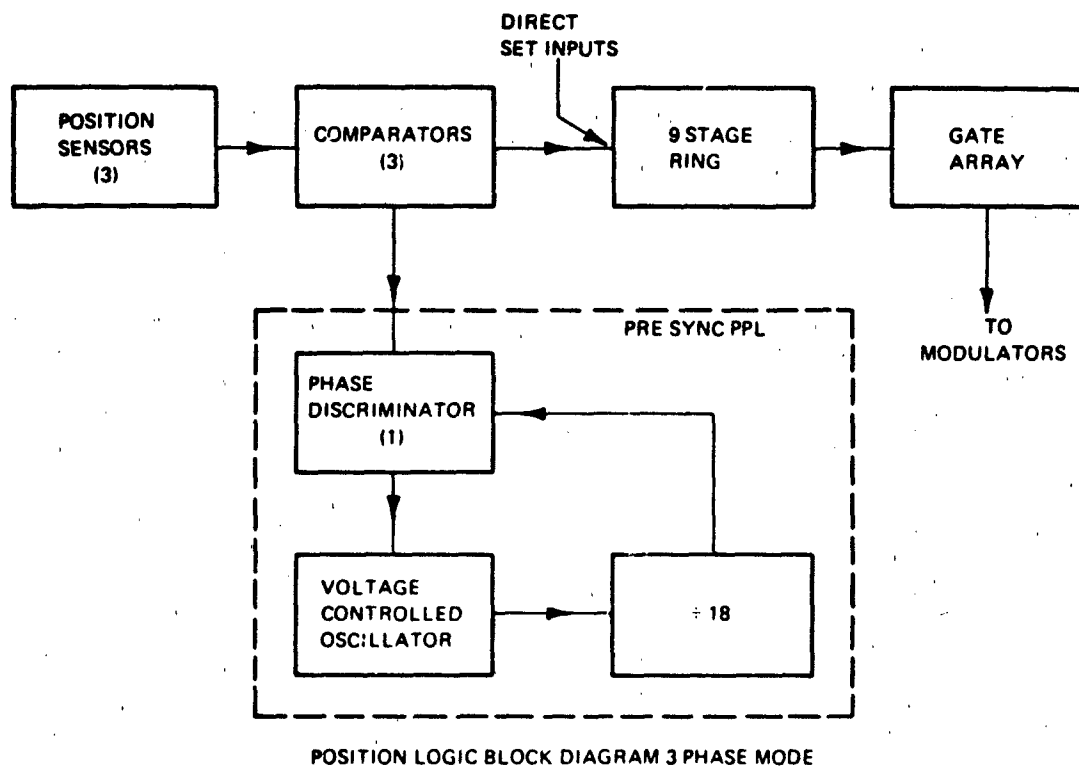 DIRECT
SET INPUTS
POSITION
SENSORS
(3)
COMPARATORS
(3)
9 STAGE
RING
GATE
ARRAY
PRE SYNC PPL
TO
MODULATORS
PHASE
DISCRIMINATOR
(1)
VOLTAGE
CONTROLLED
OSCILLATOR
÷ 18
POSITION LOGIC BLOCK DIAGRAM 3 PHASE MODE